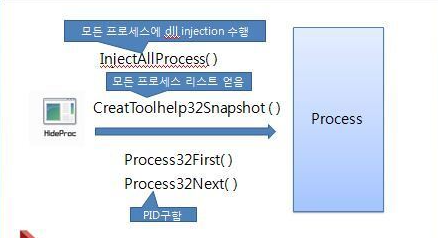 모든 프로세스에 dll injection 수행
InjectAllProcess( )
모든 프로세스 리스트 얻음
CreatToolhelp32Snapshot ( )
HideProc
Process
Process32First( )
Process32Next( )
PID구함